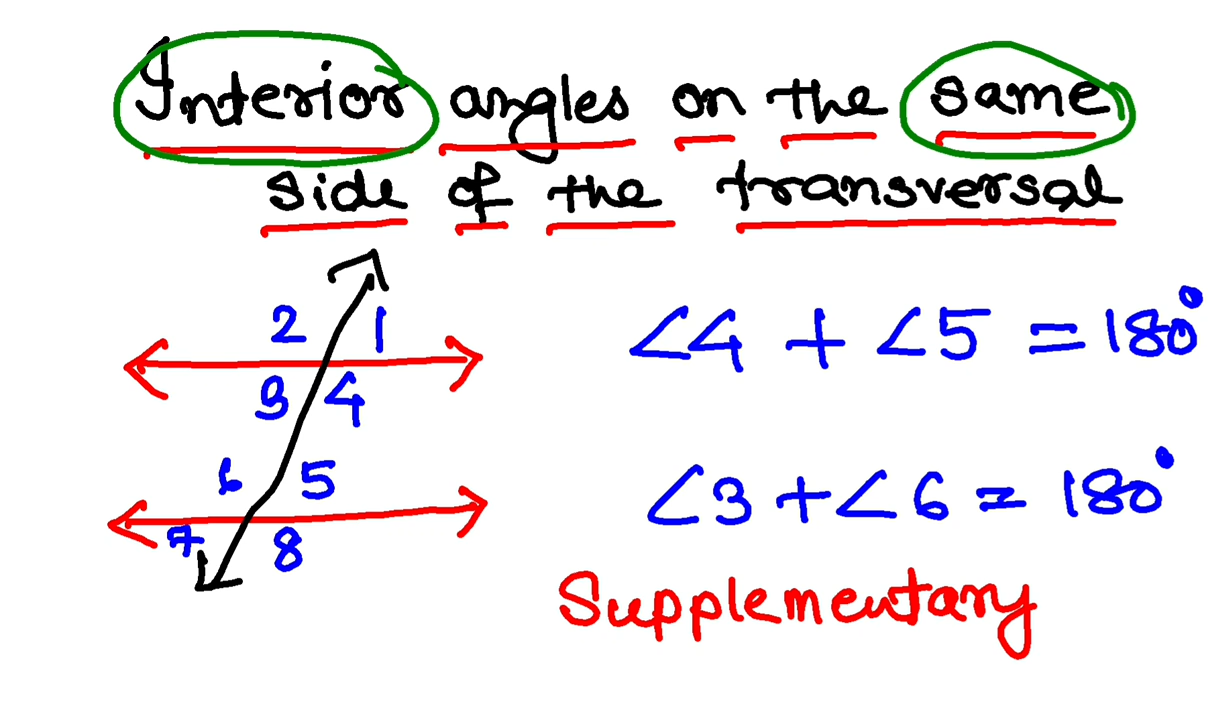 Interior angles on the same
side of the transversal
2 1
3 4
6 5
7 8
∠4 + ∠5 = 180°
∠3 + ∠6 = 180°
Supplementary